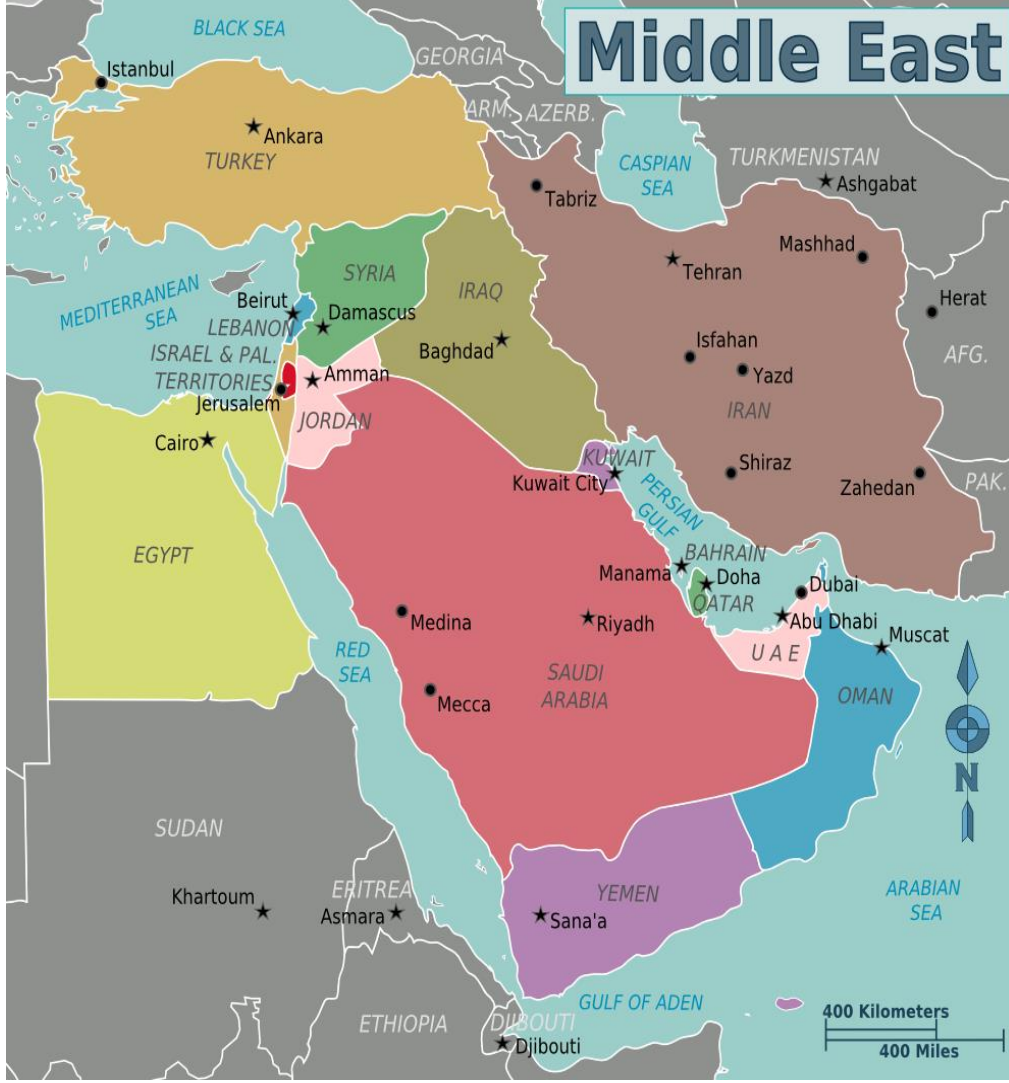 Middle East
BLACK SEA
GEORGIA
Istanbul
ARM.
AZERB.
Ankara
TURKEY
CASPIAN
SEA
TURKMENISTAN
Ashgabat
Tabriz
Mashhad
Tehran
SYRIA
IRAQ
MEDITERRANEAN
SEA
Beirut
Herat
LEBANON
Damascus
Baghdad
Isfahan
AFG.
ISRAEL & PAL.
TERRITORIES
Amman
Yazd
Jerusalem
IRAN
JORDAN
Cairo
KUWAIT
Shiraz
Kuwait City
Zahedan
PAK.
PERSIAN
GULF
EGYPT
BAHRAIN
Manama
Doha
Dubai
QATAR
Abu Dhabi
Medina
Riyadh
Muscat
RED
SEA
U A E
SAUDI
ARABIA
Mecca
OMAN
N
SUDAN
Khartoum
ERITREA
Asmara
YEMEN
Sana'a
ARABIAN
SEA
GULF OF ADEN
400 Kilometers
400 Miles
ETHIOPIA
DJIBOUTI
Djibouti